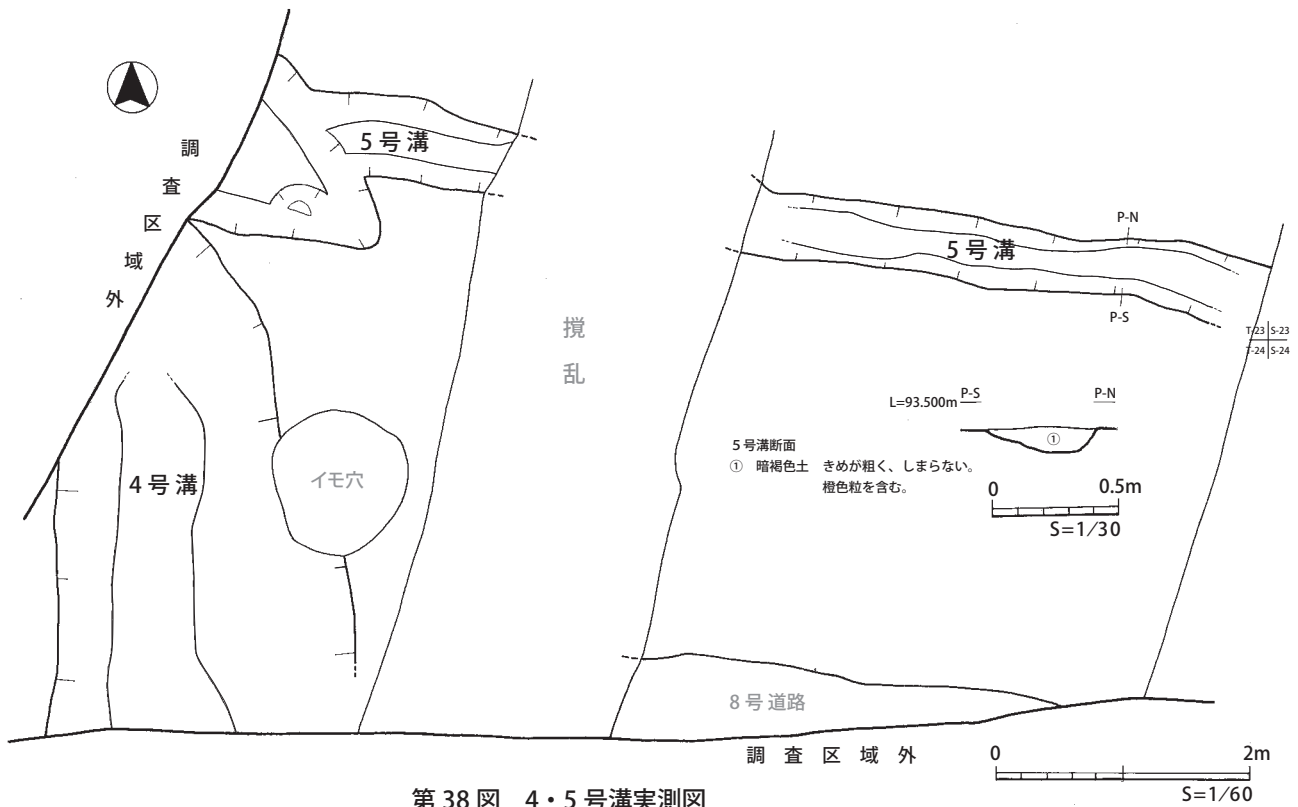 調査区域外
5号溝
5号溝
P-N
P-S
T-23 S-23
T-24 S-24
撹乱
L=93.500m P-S P-N
①
5号溝断面
① 暗褐色土 きめが粗く、しまらない。
橙色粒を含む。
0 0.5m
S=1/30
4号溝
イモ穴
8号道路
調査区域外
0 2m
S=1/60
第38図 4・5号溝実測図